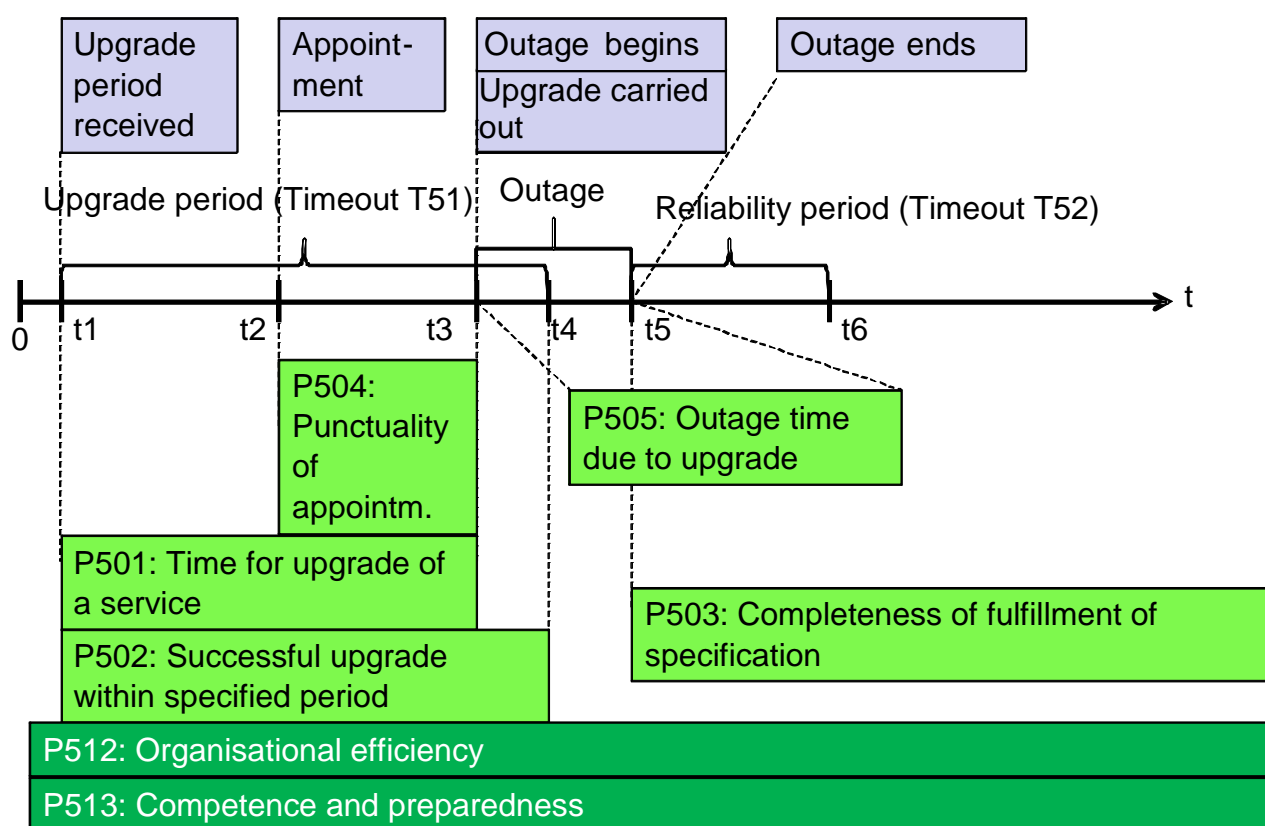 Upgrade
period
received
Appoint-
ment
Outage begins
Upgrade carried
out
Outage ends
Upgrade period (Timeout T51)
Outage
Reliability period (Timeout T52)
0
t1
t2
t3
t4
t5
t6
t
P504:
Punctuality
of
appointm.
P505: Outage time
due to upgrade
P501: Time for upgrade of
a service
P503: Completeness of fulfillment of
specification
P502: Successful upgrade
within specified period
P512: Organisational efficiency
P513: Competence and preparedness